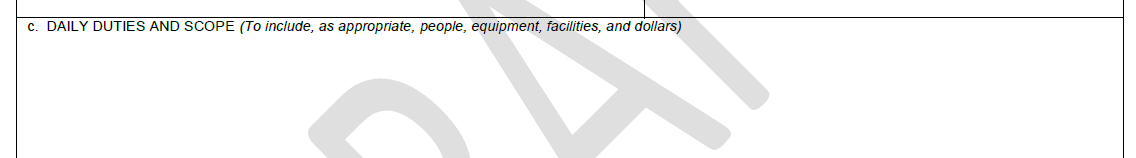 c. DAILY DUTIES AND SCOPE (To include, as appropriate, people, equipment, facilities, and dollars)